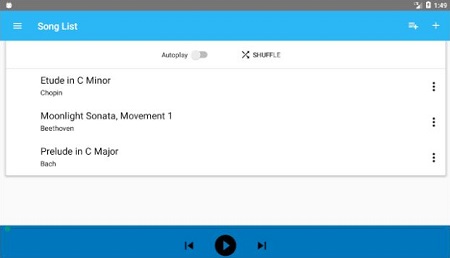 1:49
Song List
Autoplay
SHUFFLE
Etude in C Minor
Chopin
Moonlight Sonata, Movement 1
Beethoven
Prelude in C Major
Bach